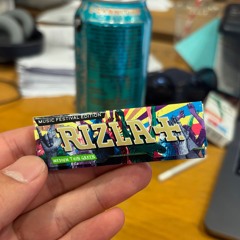 MUSIC FESTIVAL EDITION
RIZLA+
MEDIUM THIN GREEN